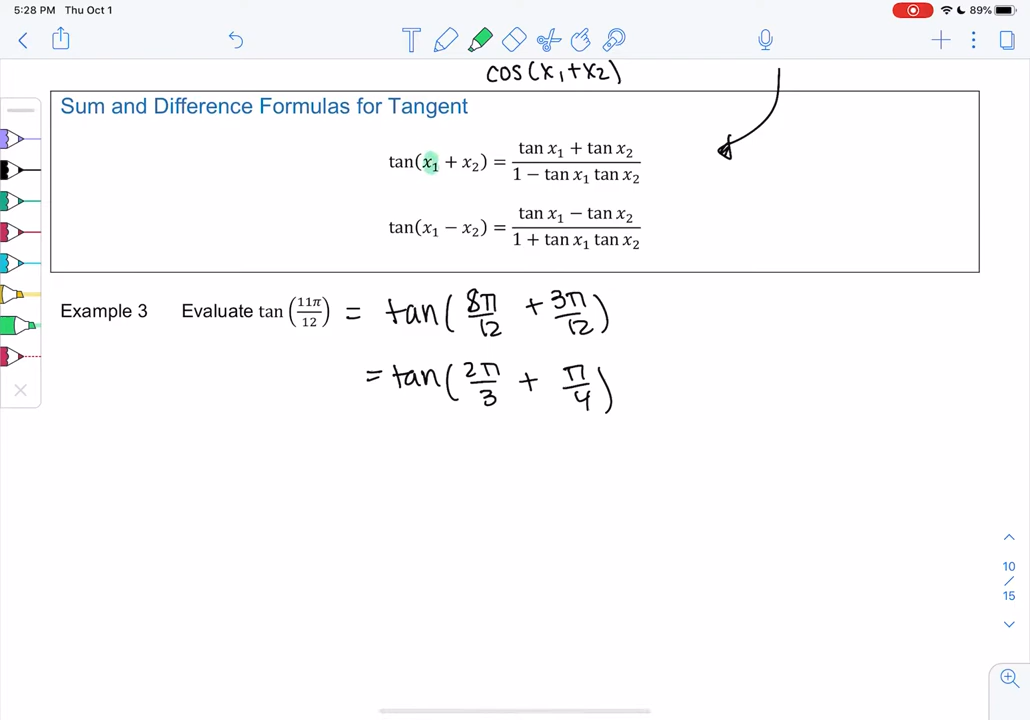 5:28 PM Thu Oct 1
89%
T
cos(x₁+x₂)
Sum and Difference Formulas for Tangent
tan(x₁ + x₂) = (tan x₁ + tan x₂)/(1 − tan x₁ tan x₂)
tan(x₁ − x₂) = (tan x₁ − tan x₂)/(1 + tan x₁ tan x₂)
Example 3 Evaluate tan (11π/12) = tan(8π/12 + 3π/12)
= tan(2π/3 + π/4)
10
/
15